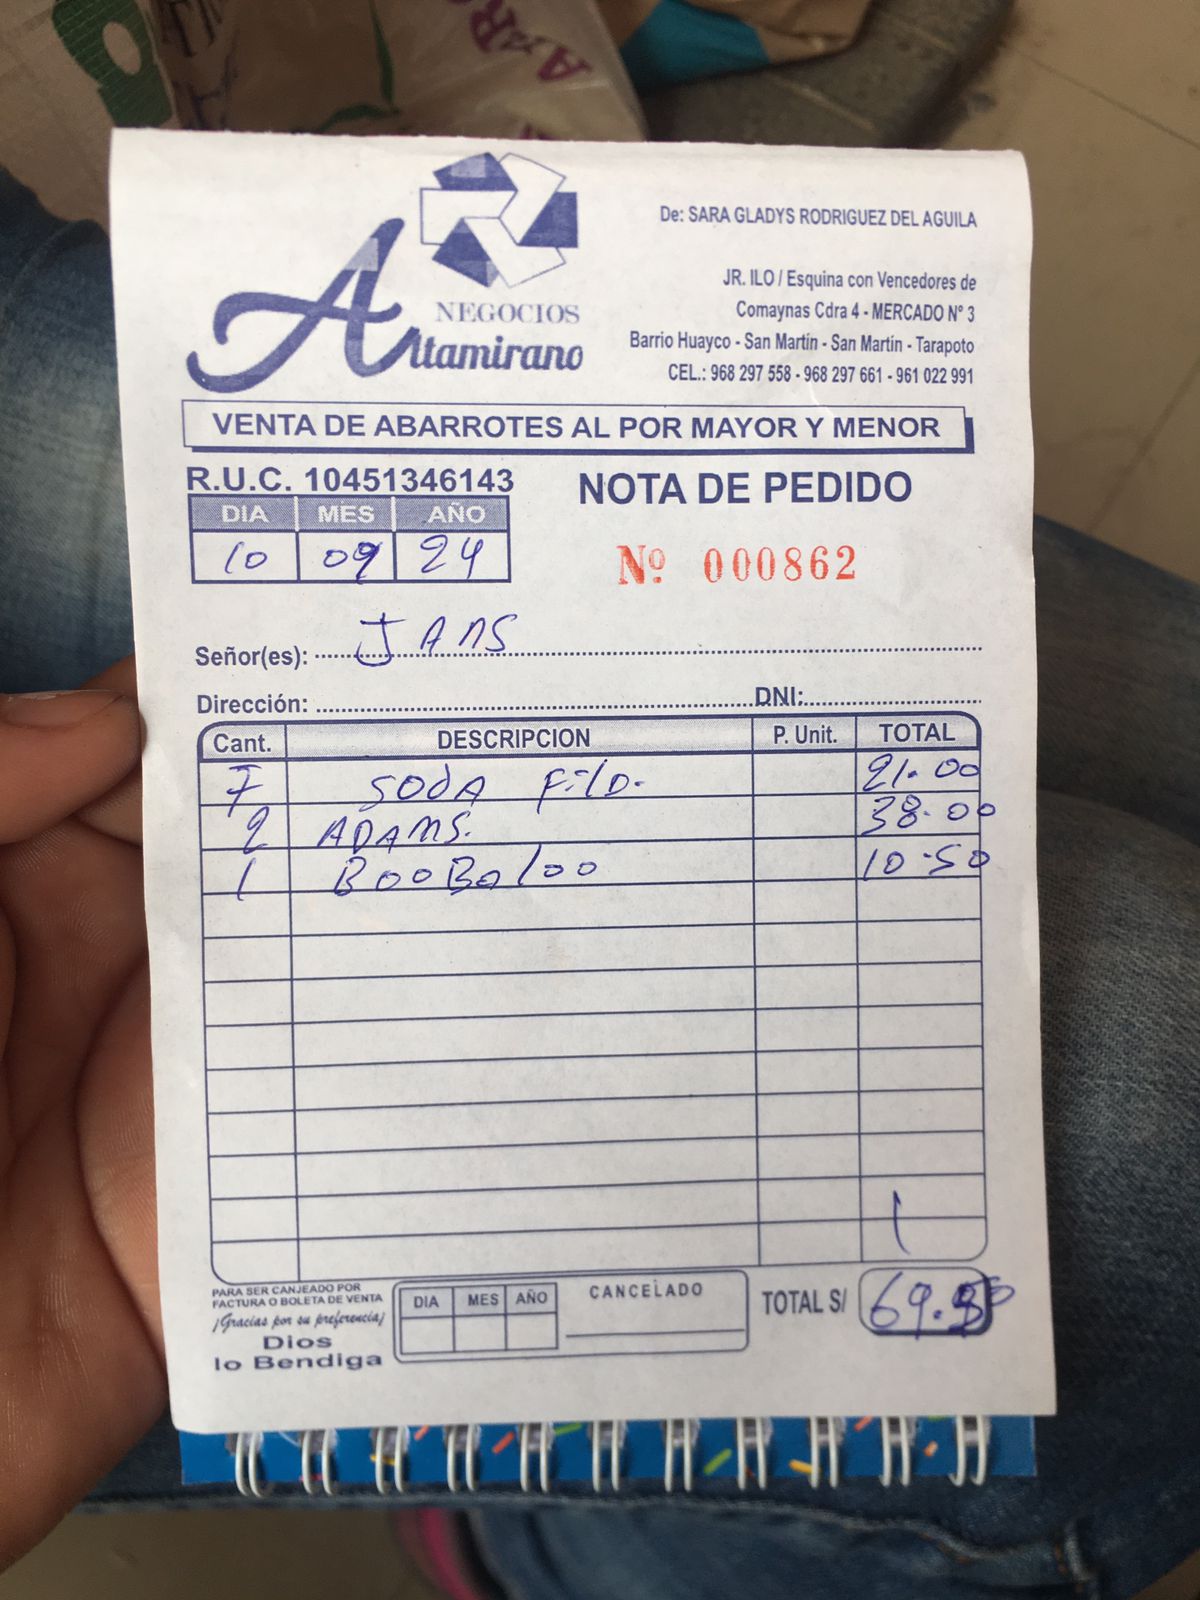 De: SARA GLADYS RODRIGUEZ DEL AGUILA
NEGOCIOS
Altamirano
JR. ILO / Esquina con Vencedores de
Comaynas Cdra 4 - MERCADO N° 3
Barrio Huayco - San Martín - San Martín - Tarapoto
CEL.: 968 297 558 - 968 297 661 - 961 022 991
VENTA DE ABARROTES AL POR MAYOR Y MENOR
R.U.C. 10451346143
NOTA DE PEDIDO
DIA MES AÑO
10 09 24
Nº 000862
Señor(es): JAMS
Dirección: DNI:
Cant. DESCRIPCION P. Unit. TOTAL
7 SODA Fild. 21.00
2 ADAMS. 38.00
1 BOOBaloo 10.50
PARA SER CANJEADO POR
FACTURA O BOLETA DE VENTA
¡Gracias por su preferencia!
Dios
lo Bendiga
DIA MES AÑO
CANCELADO
TOTAL S/ 69.50